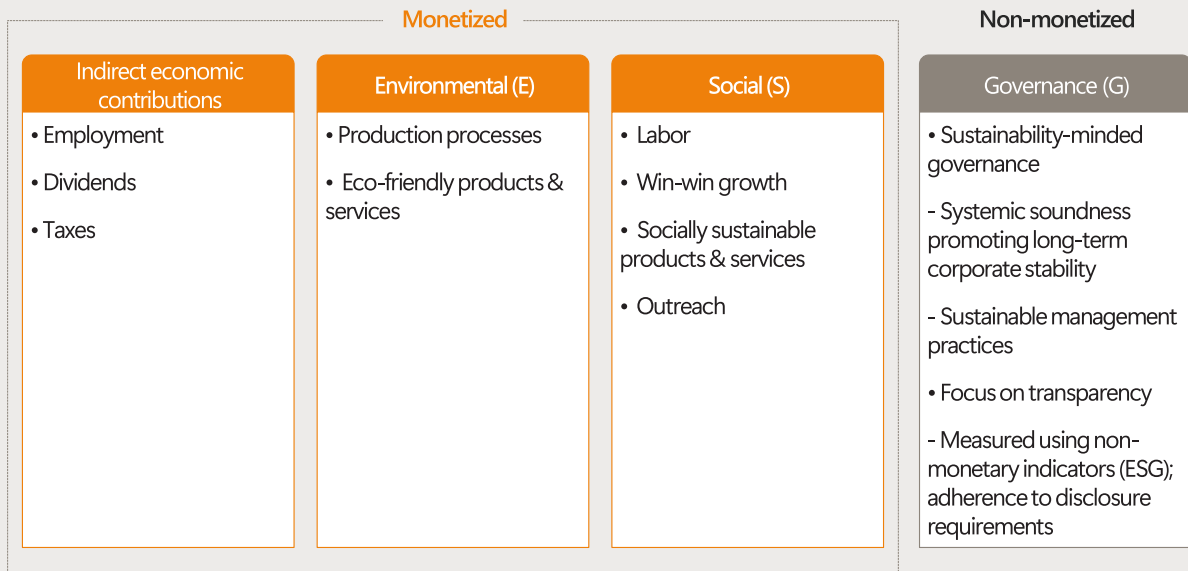 Monetized
Non-monetized
Indirect economic
contributions
• Employment
• Dividends
• Taxes
Environmental (E)
• Production processes
• Eco-friendly products &
services
Social (S)
• Labor
• Win-win growth
• Socially sustainable
products & services
• Outreach
Governance (G)
• Sustainability-minded
governance
- Systemic soundness
promoting long-term
corporate stability
- Sustainable management
practices
• Focus on transparency
- Measured using non-
monetary indicators (ESG);
adherence to disclosure
requirements